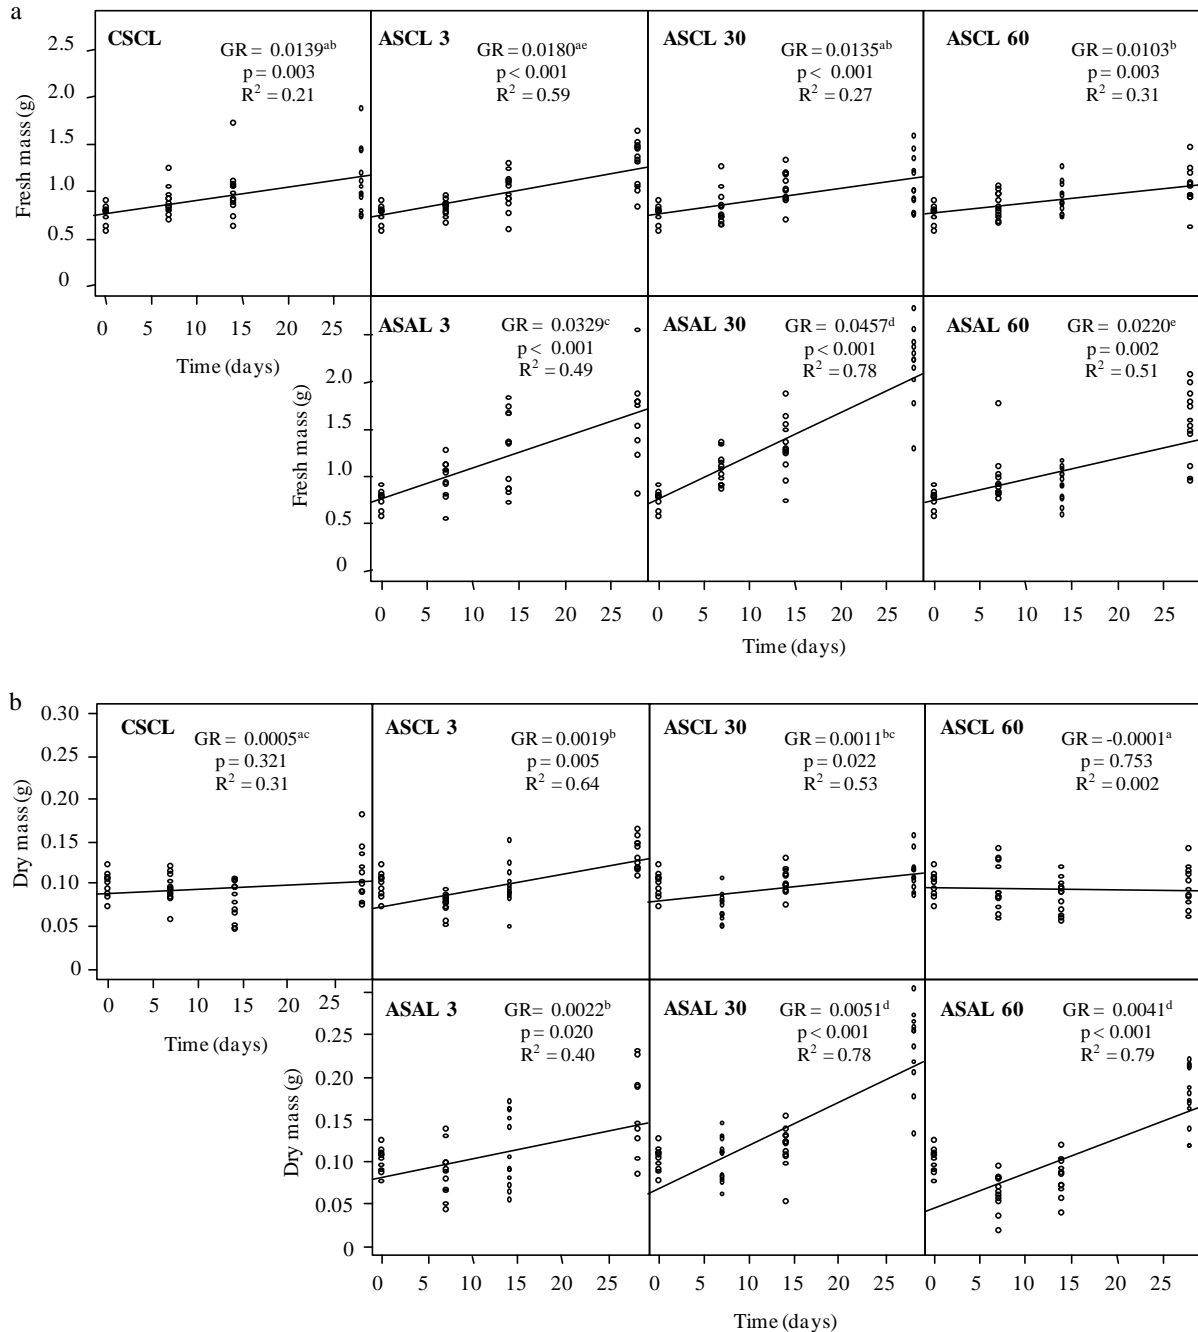 a
CSCL
GR = 0.0139ab
p = 0.003
R2 = 0.21
ASCL 3
GR = 0.0180ae
p < 0.001
R2 = 0.59
ASCL 30
GR = 0.0135ab
p < 0.001
R2 = 0.27
ASCL 60
GR = 0.0103b
p = 0.003
R2 = 0.31
2.5
2.0
1.5
1.0
0.5
0
Fresh mass (g)
0 5 10 15 20 25
Time (days)
ASAL 3
GR = 0.0329c
p < 0.001
R2 = 0.49
ASAL 30
GR = 0.0457d
p < 0.001
R2 = 0.78
ASAL 60
GR = 0.0220e
p = 0.002
R2 = 0.51
2.5
2.0
1.5
1.0
0.5
0
Fresh mass (g)
0 5 10 15 20 25
0 5 10 15 20 25
0 5 10 15 20 25
Time (days)
b
CSCL
GR = 0.0005ac
p = 0.321
R2 = 0.31
ASCL 3
GR = 0.0019b
p = 0.005
R2 = 0.64
ASCL 30
GR = 0.0011bc
p = 0.022
R2 = 0.53
ASCL 60
GR = -0.0001a
p = 0.753
R2 = 0.002
0.30
0.25
0.20
0.15
0.10
0.05
0
Dry mass (g)
0 5 10 15 20 25
Time (days)
ASAL 3
GR = 0.0022b
p = 0.020
R2 = 0.40
ASAL 30
GR = 0.0051d
p < 0.001
R2 = 0.78
ASAL 60
GR = 0.0041d
p < 0.001
R2 = 0.79
0.25
0.20
0.15
0.10
0.05
0
Dry mass (g)
0 5 10 15 20 25
0 5 10 15 20 25
0 5 10 15 20 25
Time (days)